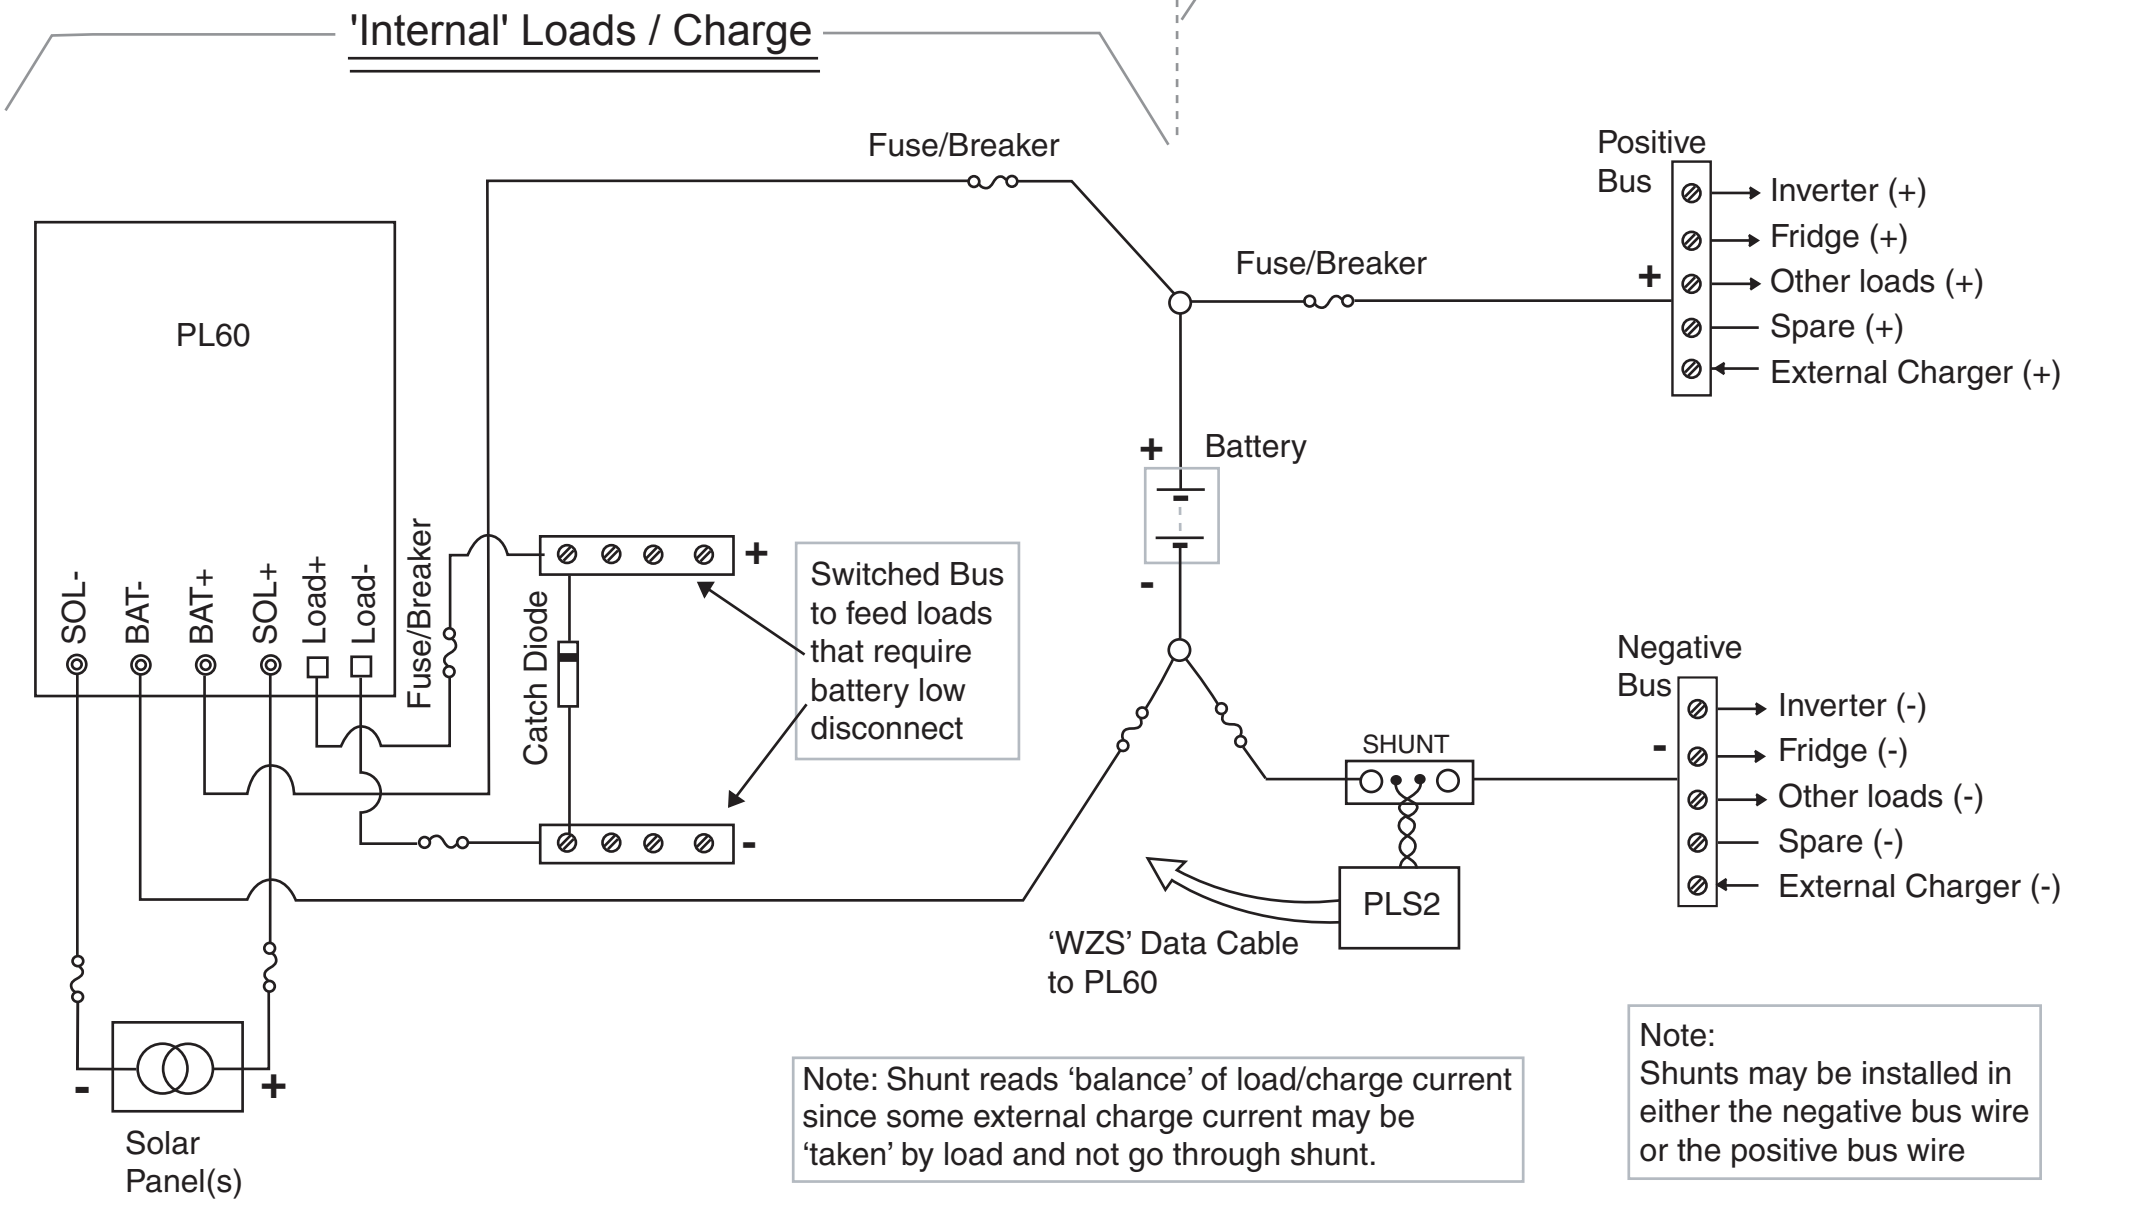 'Internal' Loads / Charge
Fuse/Breaker
Positive
Bus
+
Inverter (+)
Fridge (+)
Other loads (+)
Spare (+)
External Charger (+)
Fuse/Breaker
PL60
SOL-
BAT-
BAT+
SOL+
Load+
Load-
Fuse/Breaker
Catch Diode
+
-
Switched Bus
to feed loads
that require
battery low
disconnect
+
Battery
-
Negative
Bus
-
Inverter (-)
Fridge (-)
Other loads (-)
Spare (-)
External Charger (-)
SHUNT
PLS2
‘WZS’ Data Cable
to PL60
-
+
Solar
Panel(s)
Note: Shunt reads ‘balance’ of load/charge current
since some external charge current may be
‘taken’ by load and not go through shunt.
Note:
Shunts may be installed in
either the negative bus wire
or the positive bus wire